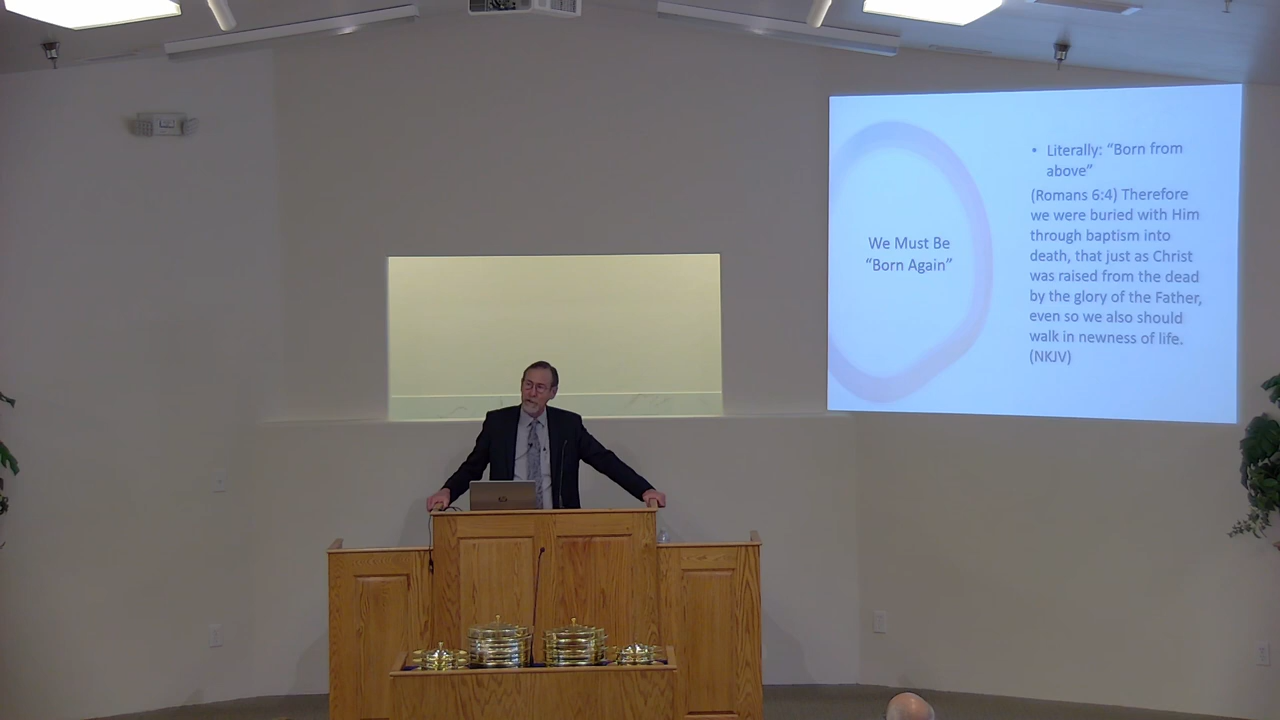 We Must Be
“Born Again”
• Literally: “Born from
above”
(Romans 6:4) Therefore
we were buried with Him
through baptism into
death, that just as Christ
was raised from the dead
by the glory of the Father,
even so we also should
walk in newness of life.
(NKJV)